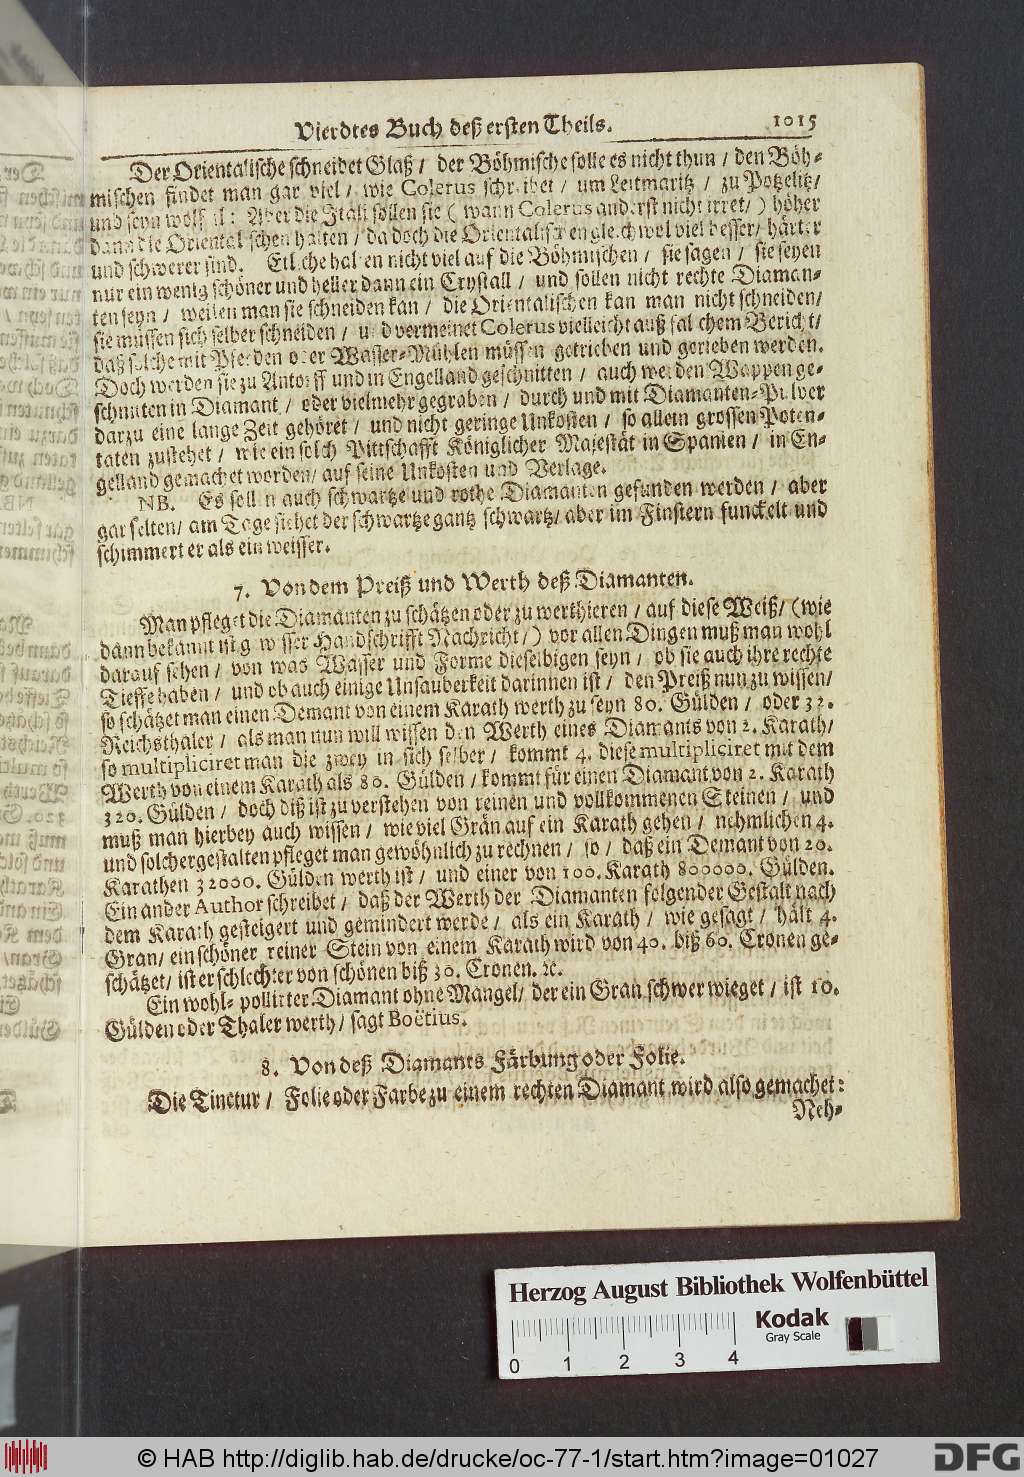 Vierdtes Buch deß ersten Theils. 1015
Der Orientalische schneidet Glaß / der Böhmische solle es nicht thun / den Böh-
mischen findet man gar viel / wie Colerus schreibet / um Leitmaritz / zu Potzelitz/
und seyn wolfeil: Aber die Itali sollen sie ( wann Colerus anderst nicht irret/ ) höher
dann die Orientalischen halten / da doch die Orientalischen gleichwol viel besser/ härter
und schwerer sind. Etliche halten nicht viel auf die Böhmischen / sie sagen / sie seyen
nur ein wenig schöner und heller dann ein Crystall / und sollen nicht rechte Diaman-
ten seyn / weilen man sie schneiden kan / die Orientalischen kan man nicht schneiden/
sie müssen sich selber schneiden / und vermeinet Colerus vielleicht auß falschem Bericht/
daß solche mit Pferden oder Wasser-Mühlen müssen getrieben und gerieben werden.
Doch werden sie zu Antorff und in Engelland geschnitten / auch werden Wappen ge-
schnitten in Diamant / oder vielmehr gegraben / durch und mit Diamanten-Pulver
darzu eine lange Zeit gehöret / und nicht geringe Unkosten / so allein grossen Poten-
taten zustehet / wie ein solch Pittschafft Königlicher Majestät in Spanien / in En-
gelland gemachet worden/ auf seine Unkosten und Verlage.
NB. Es sollen auch schwartze und rothe Diamanten gefunden werden / aber
gar selten/ am Tage siehet der schwartze gantz schwartz/ aber im Finstern funckelt und
schimmert er als ein weisser.
7. Von dem Preiß und Werth deß Diamanten.
Man pfleget die Diamanten zu schätzen oder zu werthieren / auf diese Weiß/ (wie
dann bekannt ist gewisser Handschrifft Nachricht/) vor allen Dingen muß man wohl
darauf sehen / von was Wasser und Forme dieselbigen seyn / ob sie auch ihre rechte
Tieffe haben / und ob auch einige Unsauberkeit darinnen ist / den Preiß nun zu wissen/
so schätzet man einen Demant von einem Karath werth zu seyn 80. Gülden / oder 32.
Reichsthaler / als man nun will wissen den Werth eines Diamants von 2. Karath/
so multipliciret man die zwey in sich selber / kommt 4. diese multipliciret mit dem
Werth von einem Karath als 80. Gülden / kommt für einen Diamant von 2. Karath
320. Gülden / doch diß ist zu verstehen von reinen und vollkommenen Steinen / und
muß man hierbey auch wissen / wie viel Grän auf ein Karath gehen / nehmlichen 4.
und solchergestalten pfleget man gewöhnlich zu rechnen / so / daß ein Demant von 20.
Karathen 32000. Gülden werth ist / und einer von 100. Karath 800000. Gülden.
Ein ander Author schreibet / daß der Werth der Diamanten folgender Gestalt nach
dem Karath gesteigert und gemindert werde / als ein Karath / wie gesagt / hält 4.
Gran/ ein schöner reiner Stein von einem Karath wird von 40. biß 60. Cronen ge-
schätzet/ ist er schlechter von schönen biß 30. Cronen. ꝛc.
Ein wohl-pollirter Diamant ohne Mangel/ der ein Gran schwer wieget / ist 10.
Gülden oder Thaler werth/ sagt Boëtius.
8. Von deß Diamants Färbung oder Folie.
Die Tinctur / Folie oder Farbe zu einem rechten Diamant wird also gemachet:
Neh-
Herzog August Bibliothek Wolfenbüttel
0 1 2 3 4
Kodak
Gray Scale
© HAB http://diglib.hab.de/drucke/oc-77-1/start.htm?image=01027
DFG